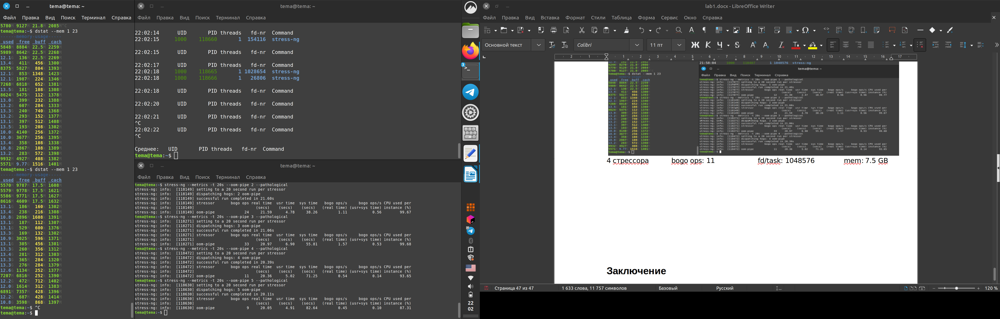 tema@tema: ~
Файл Правка Вид Поиск Терминал Справка
5780M 9127M 21.8M 2085M^C
tema@tema:~$ dstat --mem 1 23
------memory-usage-----
used free buff cach
5848M 8884M 22.5M 2259M
5989M 8642M 22.5M 2268M
12.1G 136M 22.5M 2269M
13.4G 411M 456k 1300M
8375M 5827M 804k 1393M
12.1G 853M 1348k 1423M
12.1G 1987M 224k 1346M
7268M 6818M 652k 1381M
13.5G 181M 108k 1308M
8624M 5475M 112k 1378M
13.0G 399M 232k 1388M
13.2G 607M 284k 1333M
13.3G 240M 740k 1368M
13.2G 293M 152k 1377M
13.1G 397M 512k 1408M
13.5G 193M 208k 1302M
10.0G 4140M 256k 1372M
10.0G 3677M 256k 1395M
13.4G 358M 108k 1338M
10.8G 2867M 108k 1389M
13.2G 283M 572k 1398M
9932M 4927M 408k 1382M
5571M 9.77G 1516k 1401M
tema@tema:~$ dstat --mem 1 23
------memory-usage-----
used free buff cach
5570M 9787M 17.5M 1608M
5579M 9778M 17.5M 1621M
5586M 9771M 17.5M 1627M
8616M 4609M 17.5M 1632M
13.1G 186M 160k 1302M
13.4G 238M 216k 1308M
10.8G 2896M 1608k 1391M
13.1G 187M 112k 1307M
13.1G 529M 600k 1376M
13.3G 169M 132k 1302M
10.9G 3025M 596k 1371M
13.1G 305M 456k 1301M
13.3G 260M 356k 1312M
13.4G 281M 312k 1303M
13.3G 365M 284k 1320M
13.3G 276M 284k 1379M
12.6G 1134M 252k 1377M
7207M 6816M 252k 1390M
12.2G 472M 712k 1402M
12.0G 1614M 312k 1383M
6891M 7357M 428k 1396M
12.2G 687M 428k 1414M
10.8G 3598M 868k 1397M
tema@tema:~$ ^C
tema@tema:~$
tema@tema: ~
Файл Правка Вид Поиск Терминал Справка
22:02:14 UID PID threads fd-nr Command
22:02:15 1000 118660 1 154116 stress-ng
22:02:15 UID PID threads fd-nr Command
22:02:17 UID PID threads fd-nr Command
22:02:18 1000 118665 1 1028654 stress-ng
22:02:18 1000 118666 1 26806 stress-ng
22:02:18 UID PID threads fd-nr Command
22:02:20 UID PID threads fd-nr Command
22:02:21 UID PID threads fd-nr Command
^C
22:02:22 UID PID threads fd-nr Command
^C
Среднее: UID PID threads fd-nr Command
tema@tema:~$
tema@tema: ~
Файл Правка Вид Поиск Терминал Справка
tema@tema:~$ stress-ng --metrics -t 20s --oom-pipe 2 --pathological
stress-ng: info: [118149] setting to a 20 second run per stressor
stress-ng: info: [118149] dispatching hogs: 2 oom-pipe
stress-ng: info: [118149] successful run completed in 21.60s
stress-ng: info: [118149] stressor bogo ops real time usr time sys time bogo ops/s bogo ops/s CPU used per
stress-ng: info: [118149] (secs) (secs) (secs) (real time) (usr+sys time) instance (%)
stress-ng: info: [118149] oom-pipe 24 21.59 4.78 38.26 1.11 0.56 99.67
tema@tema:~$ stress-ng --metrics -t 20s --oom-pipe 3 --pathological
stress-ng: info: [118271] setting to a 20 second run per stressor
stress-ng: info: [118271] dispatching hogs: 3 oom-pipe
stress-ng: info: [118271] successful run completed in 21.06s
stress-ng: info: [118271] stressor bogo ops real time usr time sys time bogo ops/s bogo ops/s CPU used per
stress-ng: info: [118271] (secs) (secs) (secs) (real time) (usr+sys time) instance (%)
stress-ng: info: [118271] oom-pipe 33 20.97 6.90 55.81 1.57 0.53 99.68
tema@tema:~$ stress-ng --metrics -t 20s --oom-pipe 4 --pathological
stress-ng: info: [118472] setting to a 20 second run per stressor
stress-ng: info: [118472] dispatching hogs: 4 oom-pipe
stress-ng: info: [118472] successful run completed in 20.39s
stress-ng: info: [118472] stressor bogo ops real time usr time sys time bogo ops/s bogo ops/s CPU used per
stress-ng: info: [118472] (secs) (secs) (secs) (real time) (usr+sys time) instance (%)
stress-ng: info: [118472] oom-pipe 11 20.36 5.02 71.25 0.54 0.14 93.65
tema@tema:~$ stress-ng --metrics -t 20s --oom-pipe 5 --pathological
stress-ng: info: [118630] setting to a 20 second run per stressor
stress-ng: info: [118630] dispatching hogs: 5 oom-pipe
stress-ng: info: [118630] successful run completed in 20.11s
stress-ng: info: [118630] stressor bogo ops real time usr time sys time bogo ops/s bogo ops/s CPU used per
stress-ng: info: [118630] (secs) (secs) (secs) (real time) (usr+sys time) instance (%)
stress-ng: info: [118630] oom-pipe 9 20.05 4.91 82.64 0.45 0.10 87.31
tema@tema:~$
3
22
02
lab1.docx - LibreOffice Writer
Файл Правка Вид Вставка Формат Стили Таблица Форма Сервис Окно Справка
Основной текст Calibri 11 пт Ж К Ч S
2 1 1 2 3 4 5 6 7 8 9 10 11 12 13 14 15 16 17
21:58:04 1000 118487 1 1048576 stress-ng
tema@tema: ~
Файл Правка Вид Поиск Терминал Справка
4 стрессора bogo ops: 11 fd/task: 1048576 mem: 7.5 GB
Заключение
Страница 47 из 47 1 633 слова, 11 757 символов Базовый Русский 120 %